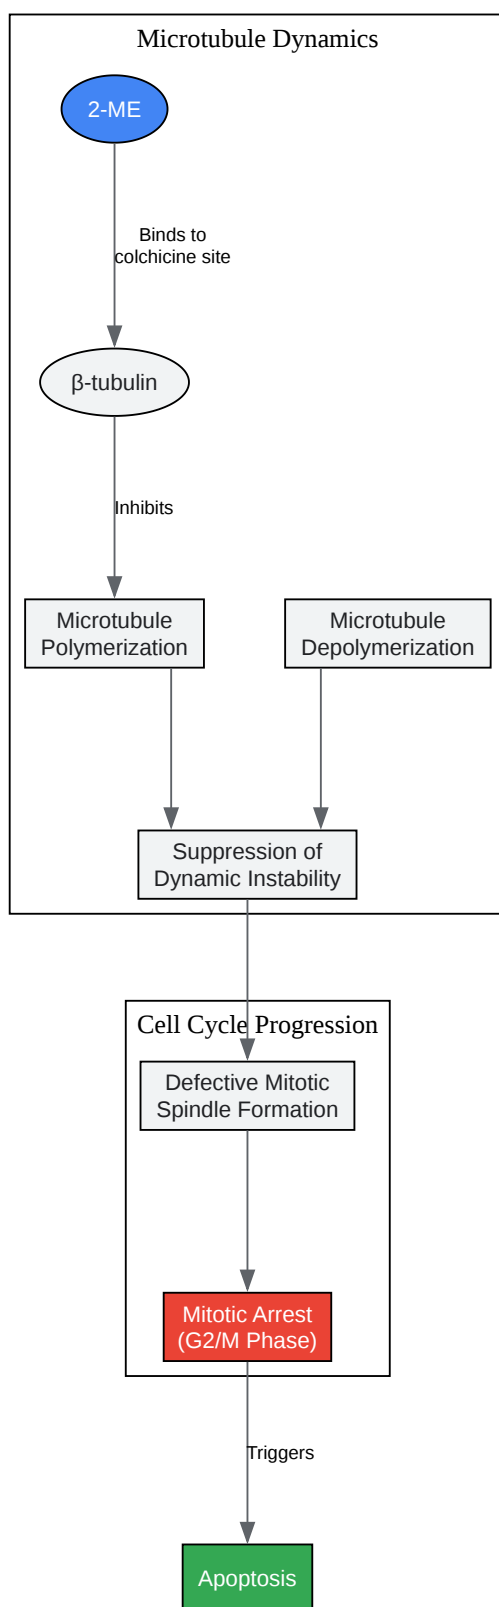 Microtubule Dynamics
2-ME
Binds to
colchicine site
β-tubulin
Inhibits
Microtubule
Polymerization
Microtubule
Depolymerization
Suppression of
Dynamic Instability
Cell Cycle Progression
Defective Mitotic
Spindle Formation
Mitotic Arrest
(G2/M Phase)
Triggers
Apoptosis